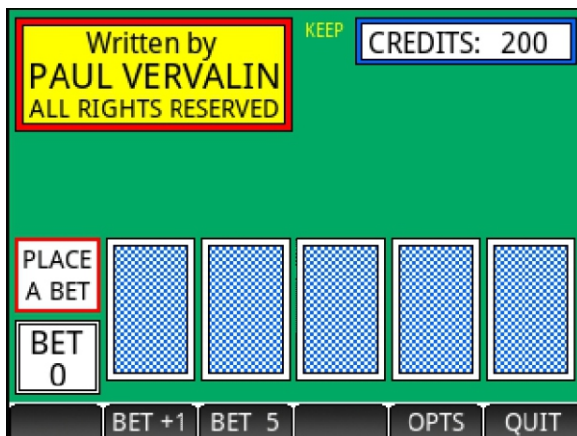 Written by
PAUL VERVALIN
ALL RIGHTS RESERVED
KEEP
CREDITS: 200
PLACE
A BET
BET
0
BET +1 BET 5 OPTS QUIT